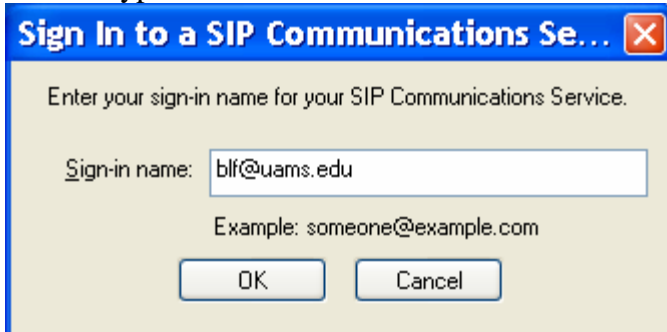 Sign In to a SIP Communications Se...
Enter your sign-in name for your SIP Communications Service.
Sign-in name: blf@uams.edu
Example: someone@example.com
OK Cancel